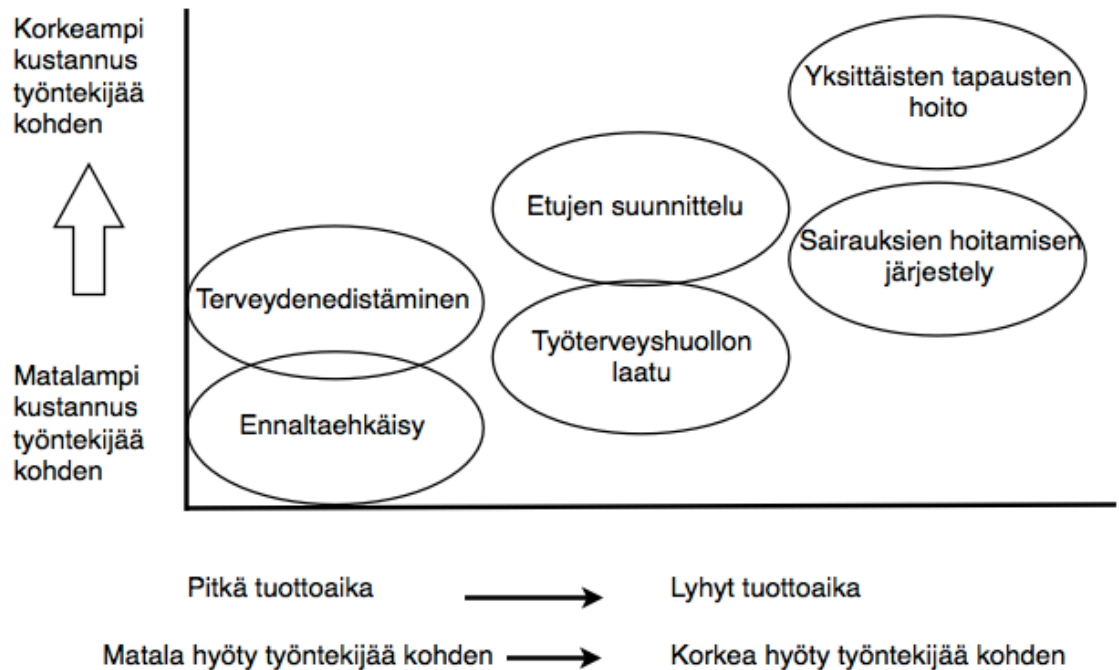 Korkeampi
kustannus
työntekijää
kohden
Yksittäisten tapausten
hoito
Etujen suunnittelu
Sairauksien hoitamisen
järjestely
Terveydenedistäminen
Työterveyshuollon
laatu
Matalampi
kustannus
työntekijää
kohden
Ennaltaehkäisy
Pitkä tuottoaika
Lyhyt tuottoaika
Matala hyöty työntekijää kohden
Korkea hyöty työntekijää kohden